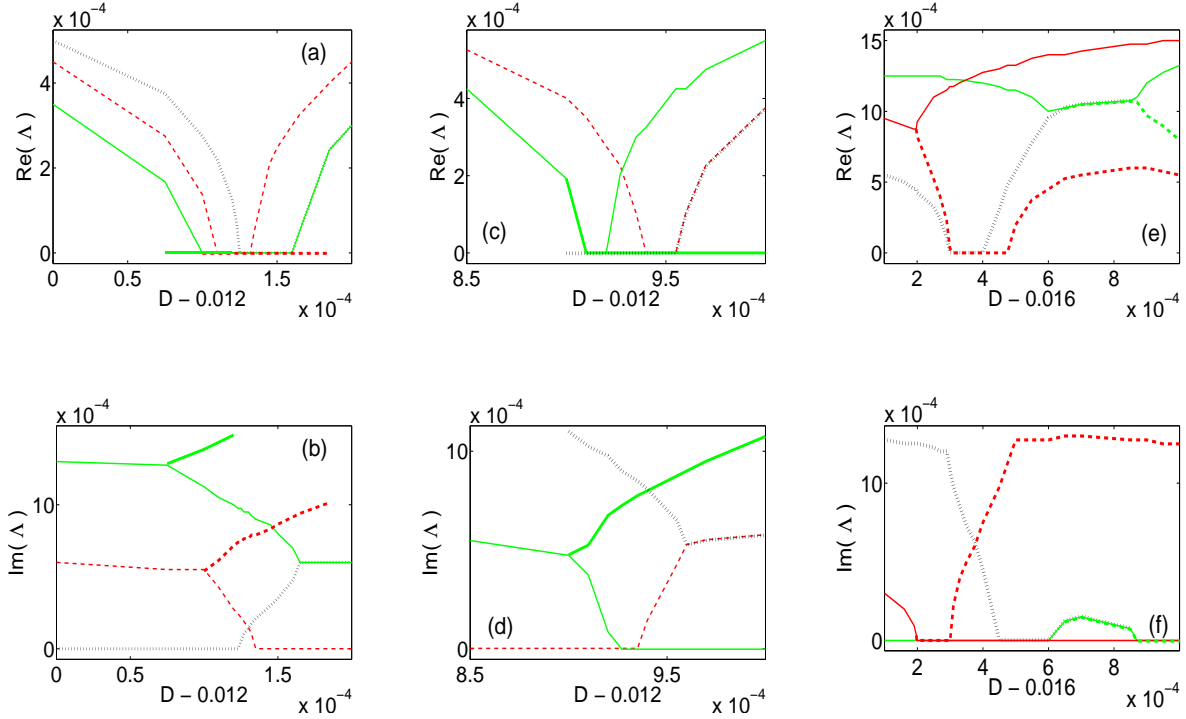 x 10⁻⁴
x 10⁻⁴
x 10⁻⁴
(a)
(c)
(e)
Re( Λ )
Re( Λ )
Re( Λ )
4
2
0
4
2
0
15
10
5
0
0 0.5 1 1.5
8.5 9.5
2 4 6 8
D − 0.012
D − 0.012
D − 0.016
x 10⁻⁴
x 10⁻⁴
x 10⁻⁴
x 10⁻⁴
x 10⁻⁴
x 10⁻⁴
(b)
(d)
(f)
Im( Λ )
Im( Λ )
Im( Λ )
10
0
10
0
10
0
0 0.5 1 1.5
8.5 9.5
2 4 6 8
D − 0.012
D − 0.012
D − 0.016
x 10⁻⁴
x 10⁻⁴
x 10⁻⁴